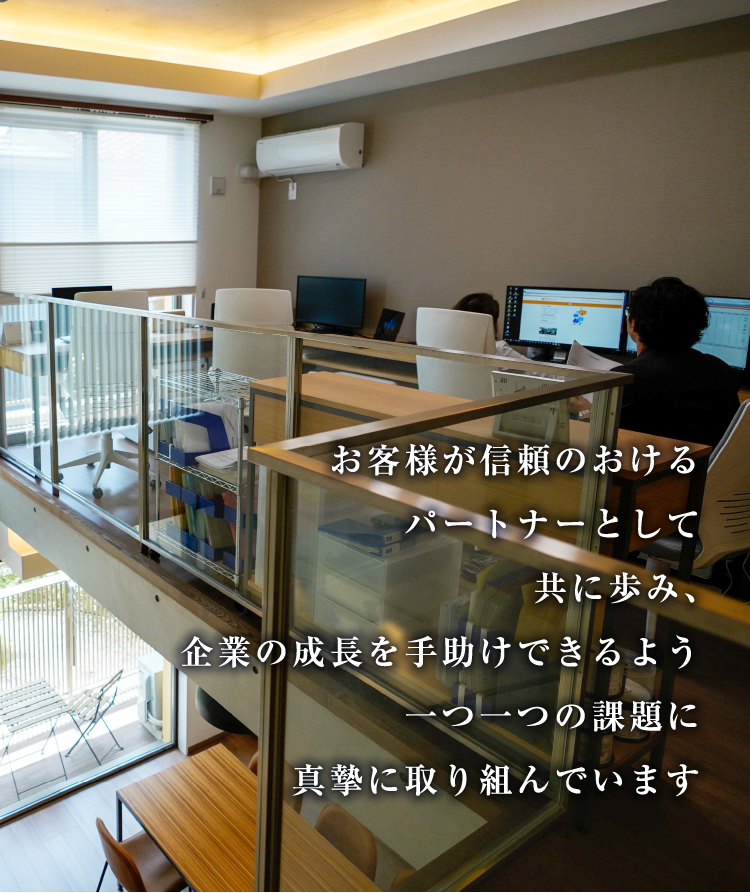 お客様が信頼のおける
パートナーとして
共に歩み、
企業の成長を手助けできるよう
一つ一つの課題に
真摯に取り組んでいます